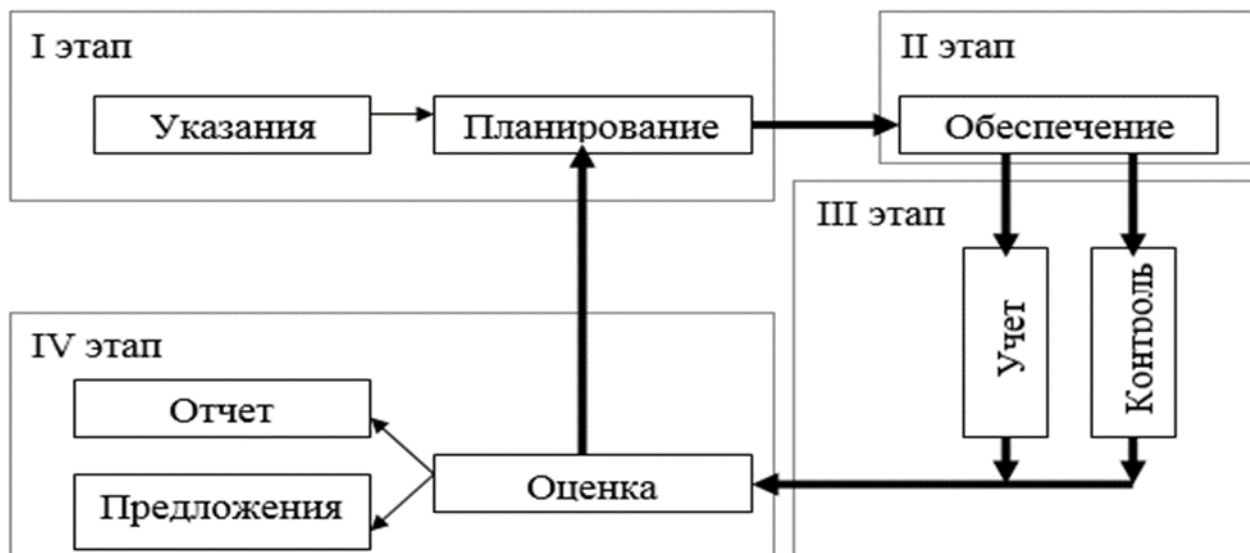 I этап
Указания
Планирование
II этап
Обеспечение
III этап
Учет
Контроль
IV этап
Отчет
Предложения
Оценка